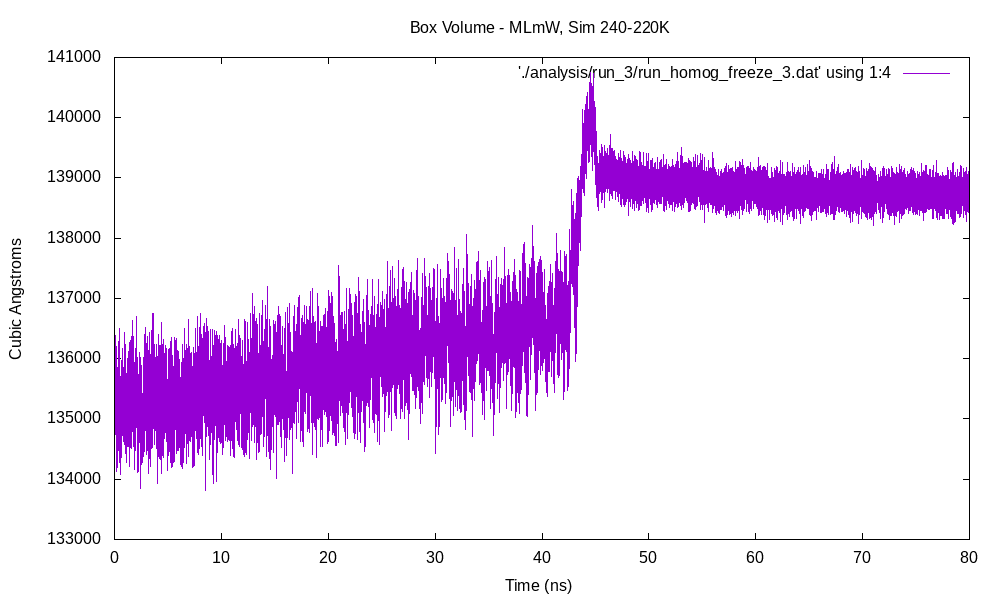 Box Volume - MLmW, Sim 240-220K
'./analysis/run_3/run_homog_freeze_3.dat' using 1:4
141000
140000
139000
138000
137000
136000
135000
134000
133000
Cubic Angstroms
0 10 20 30 40 50 60 70 80
Time (ns)